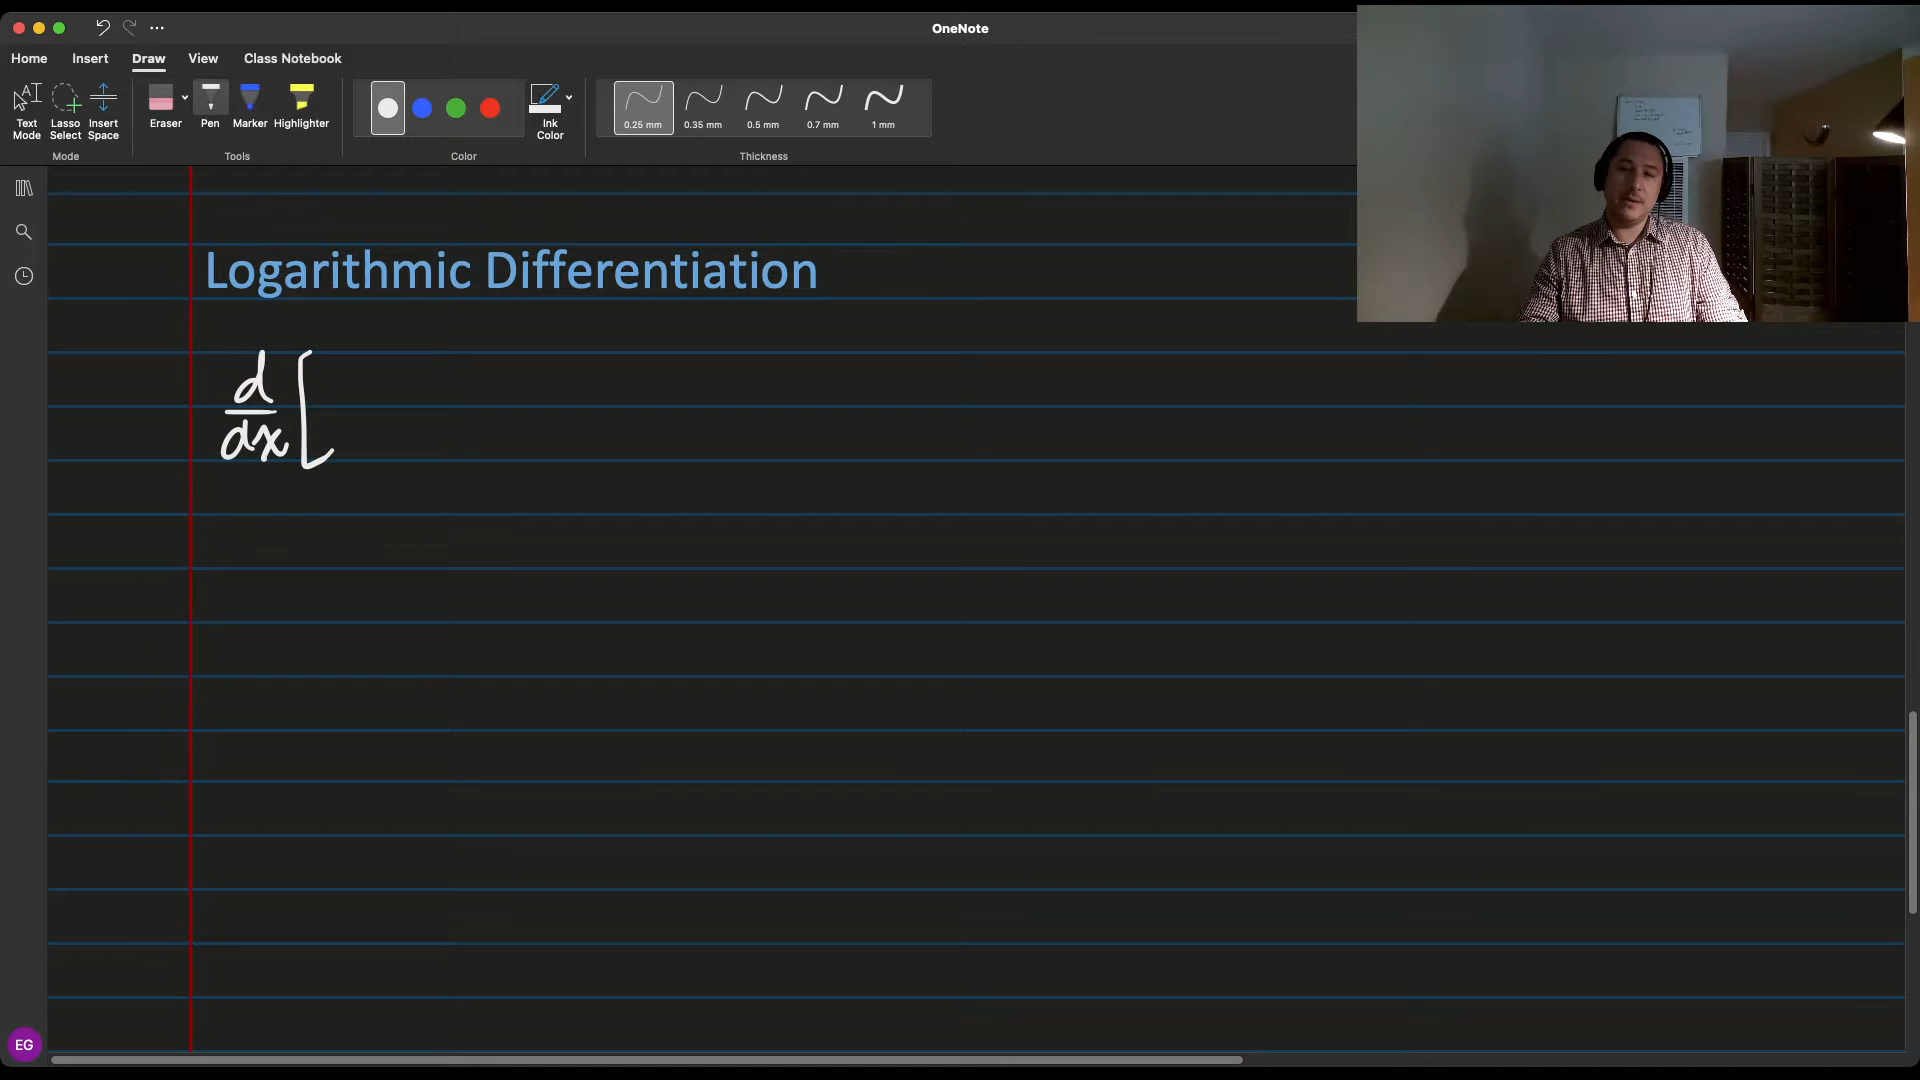 OneNote
Home Insert Draw View Class Notebook
Text Mode Lasso Select Insert Space Eraser Pen Marker Highlighter Ink Color 0.25 mm 0.35 mm 0.5 mm 0.7 mm 1 mm
Mode Tools Color Thickness
Logarithmic Differentiation
d
dx [
EG